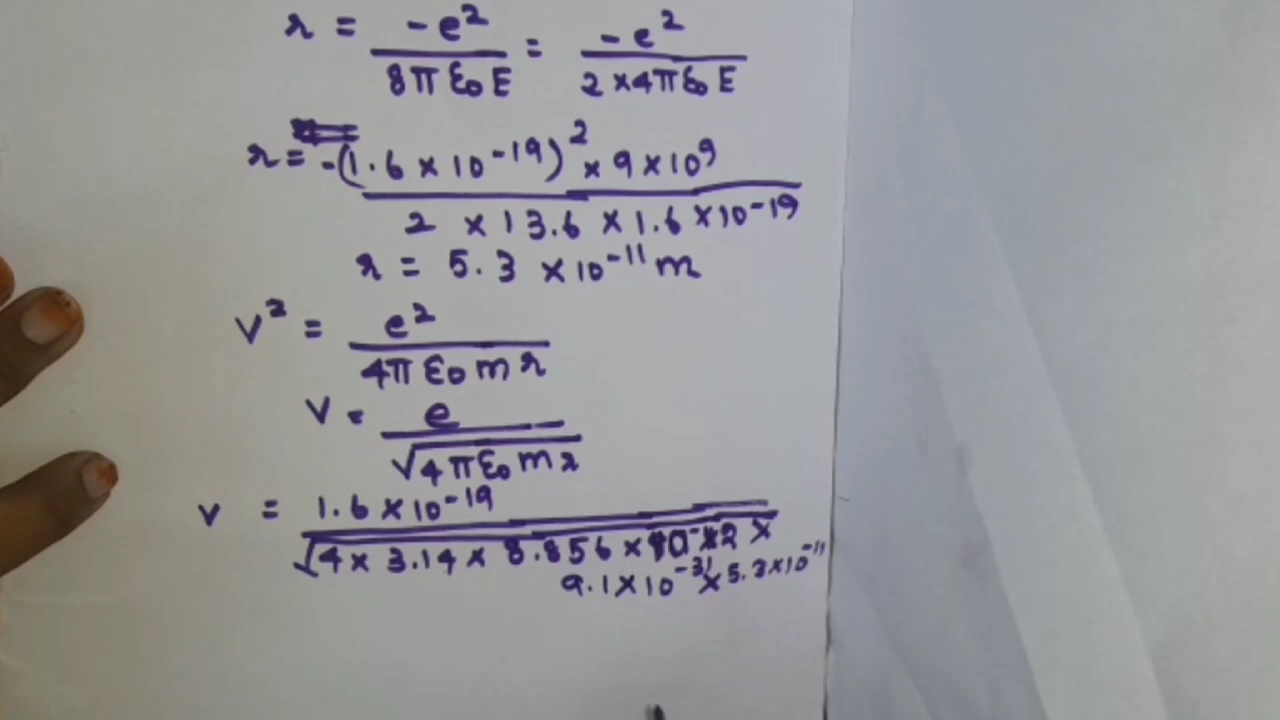 r = -e² / 8π ε₀ E = -e² / 2 × 4π ε₀ E
r = -(1.6 × 10⁻¹⁹)² × 9 × 10⁹ / 2 × 13.6 × 1.6 × 10⁻¹⁹
r = 5.3 × 10⁻¹¹ m
v² = e² / 4π ε₀ m r
v = e / √4π ε₀ m r
v = 1.6 × 10⁻¹⁹ / √4 × 3.14 × 8.856 × 10⁻¹² ×
9.1 × 10⁻³¹ × 5.3 × 10⁻¹¹